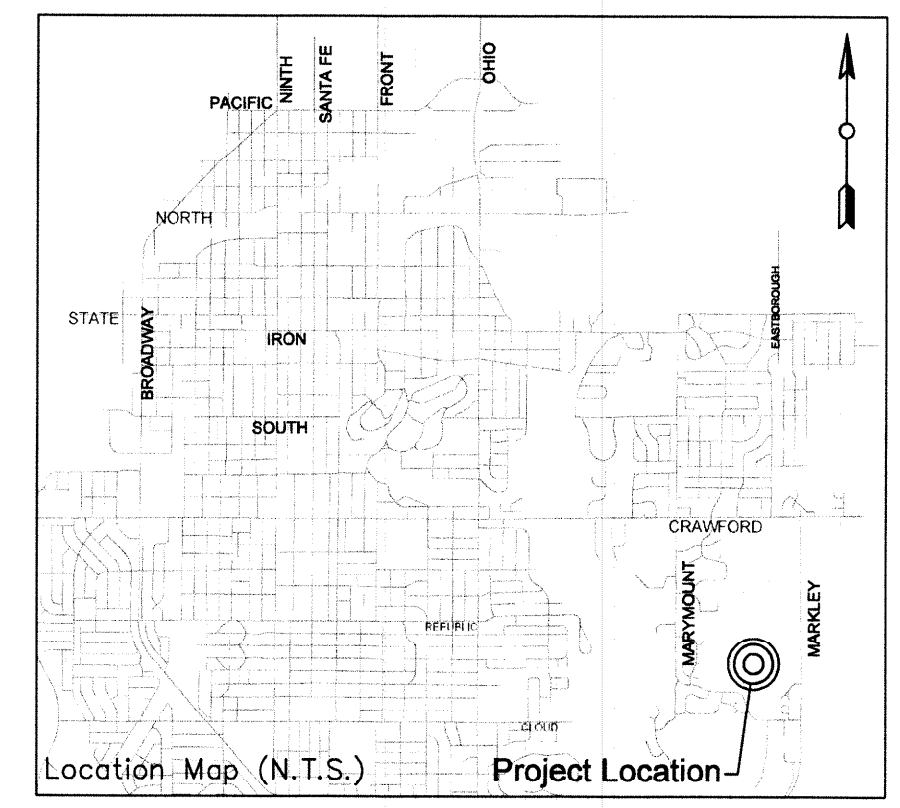 NINTH
SANTA FE
FRONT
OHIO
PACIFIC
NORTH
EASTBOROUGH
STATE
BROADWAY
IRON
SOUTH
CRAWFORD
MARYMOUNT
MARKLEY
REPUBLIC
CLOUD
Location Map (N.T.S.)
Project Location